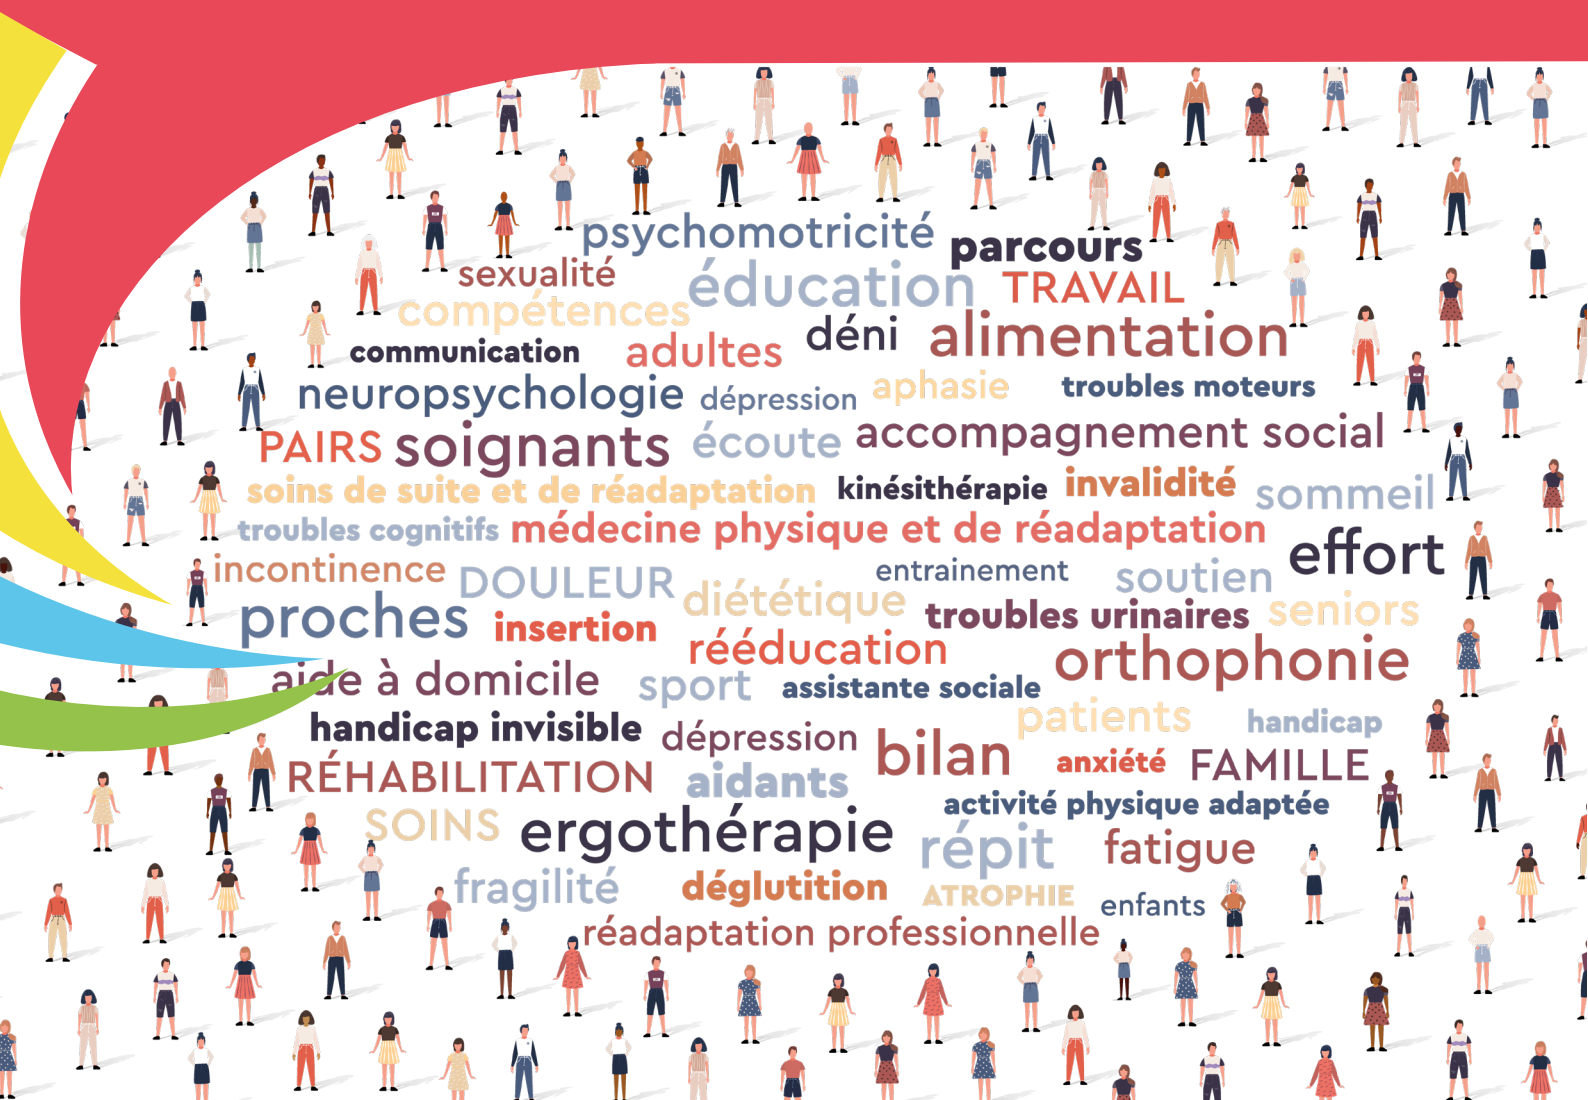 psychomotricité parcours
sexualité éducation TRAVAIL
compétences déni alimentation
communication adultes
neuropsychologie dépression aphasie troubles moteurs
PAIRS soignants écoute accompagnement social
soins de suite et de réadaptation kinésithérapie invalidité sommeil
troubles cognitifs médecine physique et de réadaptation effort
incontinence DOULEUR diététique entrainement soutien
proches insertion troubles urinaires seniors
rééducation orthophonie
aide à domicile sport assistante sociale
handicap invisible dépression bilan patients handicap
RÉHABILITATION aidants anxiété FAMILLE
SOINS ergothérapie activité physique adaptée
répit fatigue
fragilité déglutition ATROPHIE enfants
réadaptation professionnelle